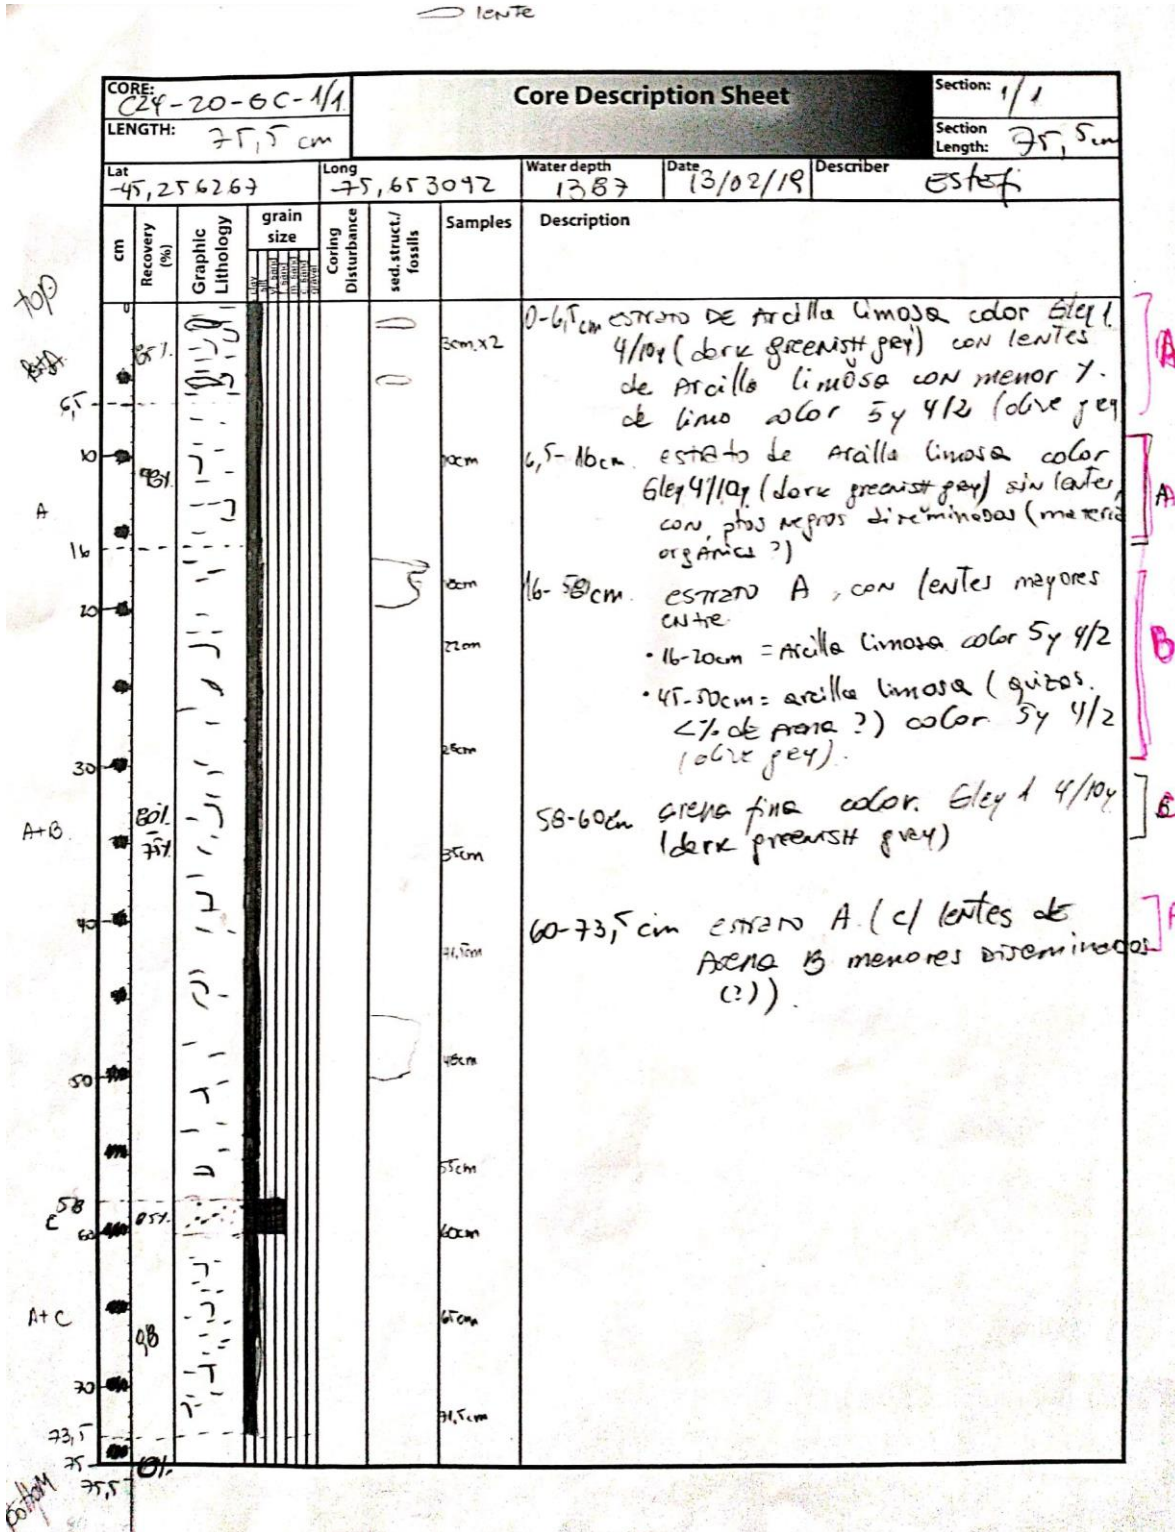 lente
CORE: C24-20-GC-1/1
Core Description Sheet
Section: 1/1
LENGTH: 75,5 cm
Section Length: 75,5cm
Lat -45,256267
Long -75,653092
Water depth 1387
Date 13/02/19
Describer Estefi
cm
Recovery (%)
Graphic Lithology
grain size
Coring Disturbance
sed. struct./ fossils
Samples
Description
top
0
0-6,5cm estrato DE Arcilla limosa color Gley 1
3cm x2
85%
4/10y (dark greenish grey) con lentes
de Arcilla limosa con menor %
6,5
de limo color 5y 4/2 (olive grey
10
10cm
6,5-16cm estrato de Arcilla limosa color
Gley 4/10y (dark greenish grey) sin lentes,
A
con ptos negros diseminados (materia
orgánica ?)
16
18cm
16-58cm estrato A, con lentes mayores
entre
20
22cm
• 16-20cm = Arcilla limosa color 5y 4/2
• 45-50cm = arcilla limosa (quizás
<% de arena ?) color 5y 4/2
(olive grey).
30
A+B
80%
75%
58-60cm arena fina color Gley 1 4/10y
(dark greenish grey)
35cm
40
60-73,5 cm estrato A (c/ lentes de
Arena B menores diseminados
(?)).
A
A
B
B
50
48cm
55cm
58
C
60
60cm
A+C
98
65cm
70
71,5cm
73,5
75
0%
75,5
bottom